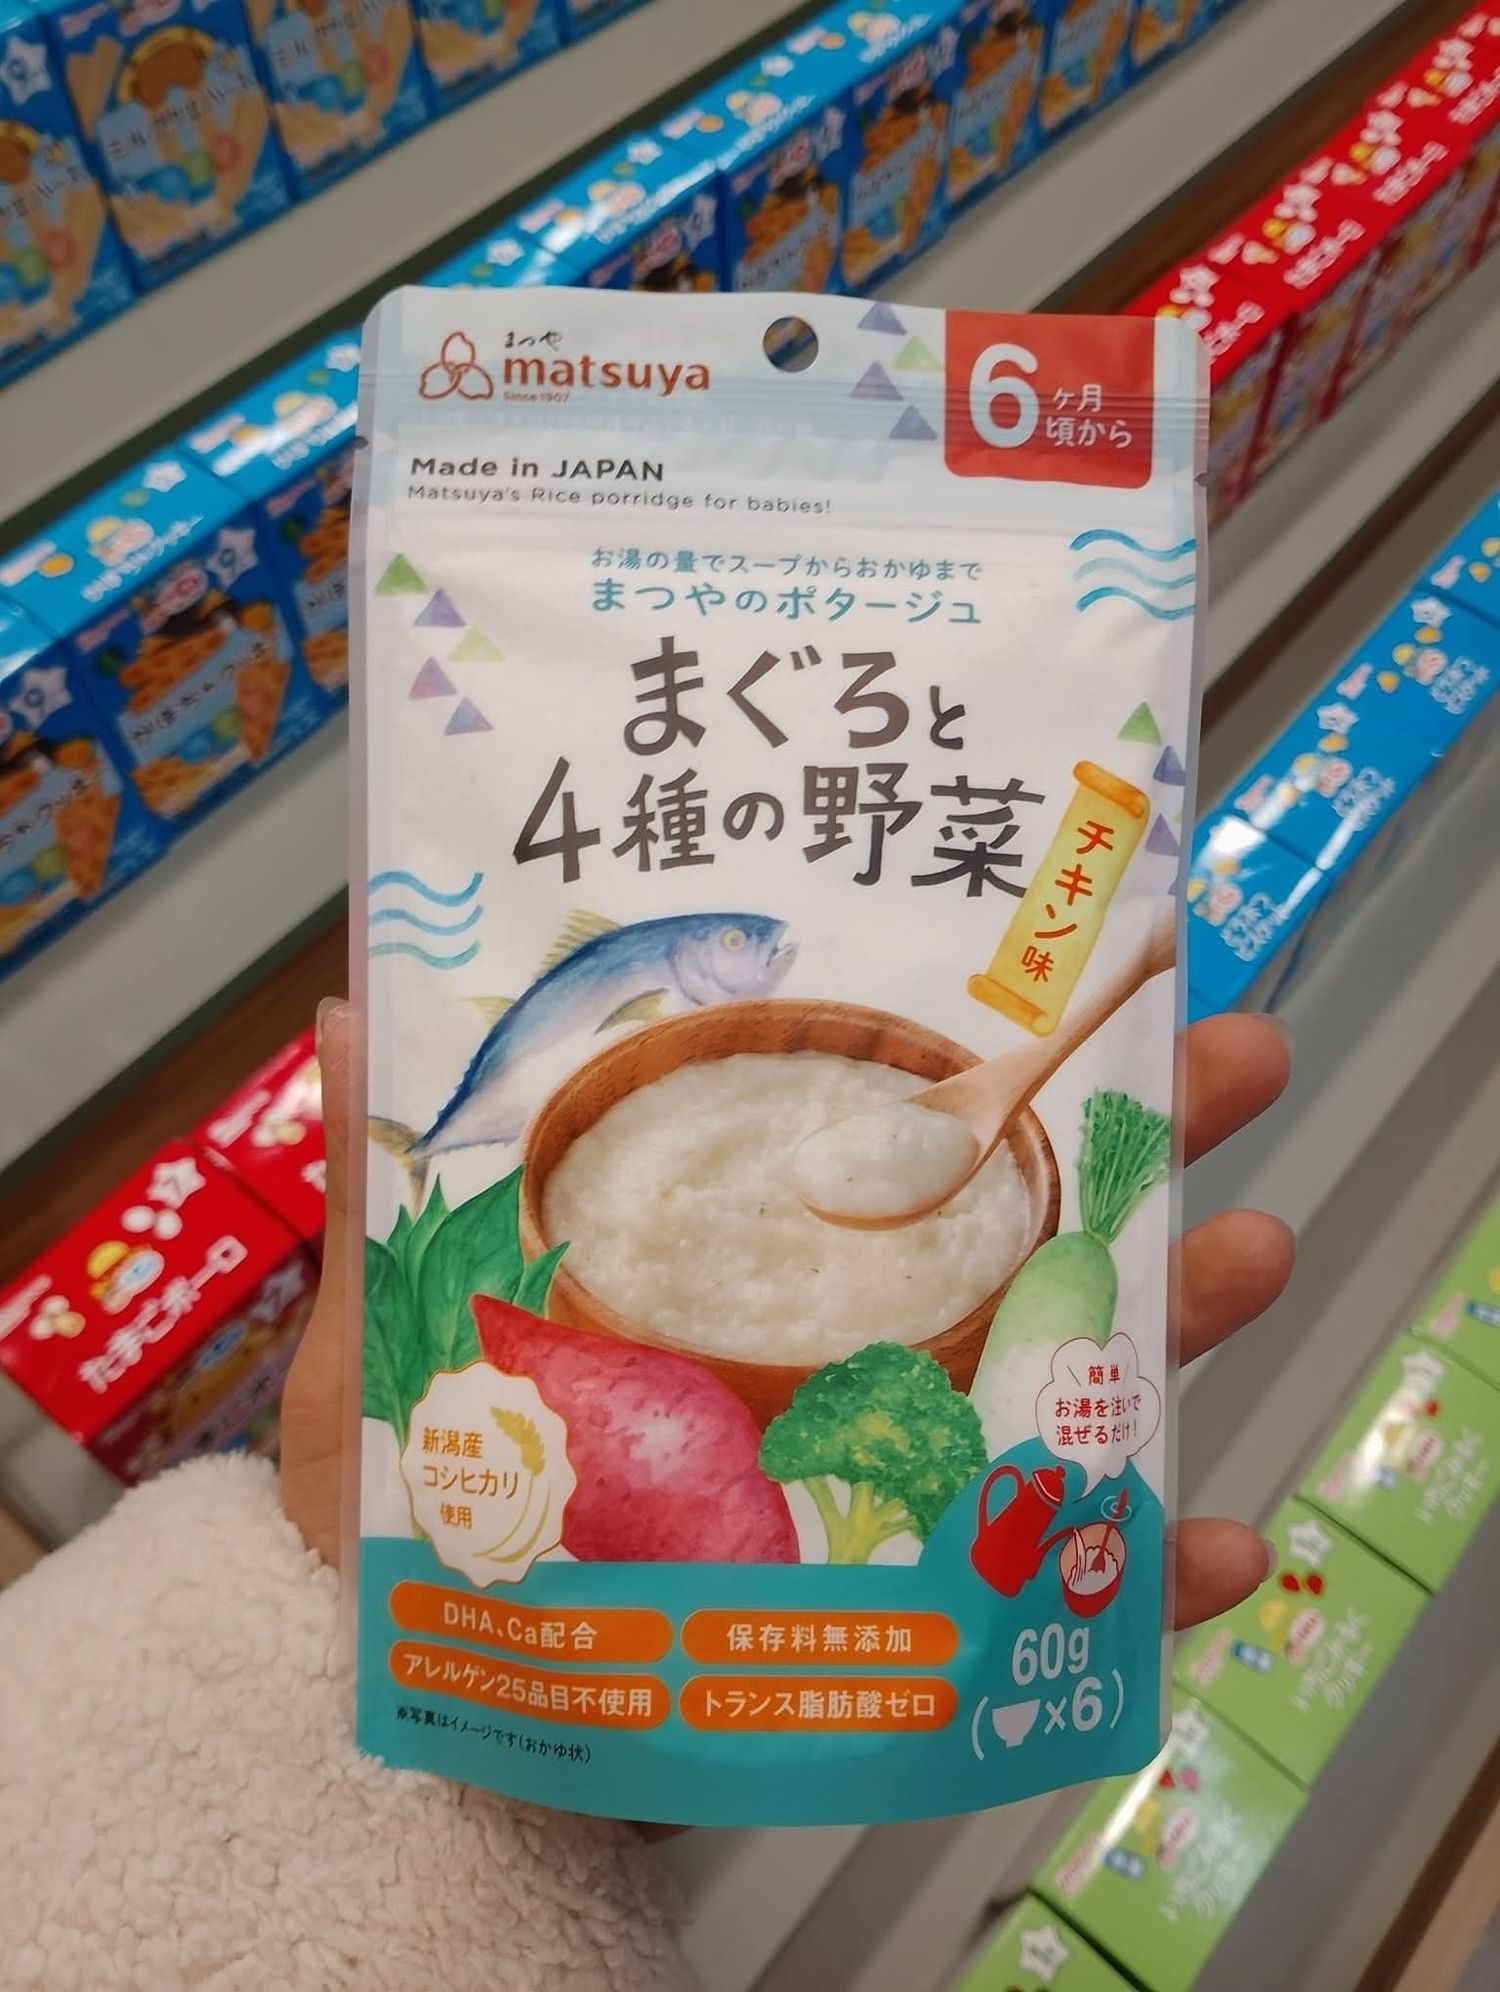 まつや
matsuya
Since 1907
6
ヶ月
頃から
Made in JAPAN
Matsuya's Rice porridge for babies!
お湯の量でスープからおかゆまで
まつやのポタージュ
まぐろと
4種の野菜
チキン味
簡単
お湯を注いで
混ぜるだけ!
新潟産
コシヒカリ
使用
DHA、Ca配合
保存料無添加
アレルゲン25品目不使用
トランス脂肪酸ゼロ
60g
(×6)
※写真はイメージです(おかゆ状)
たまごボーロ